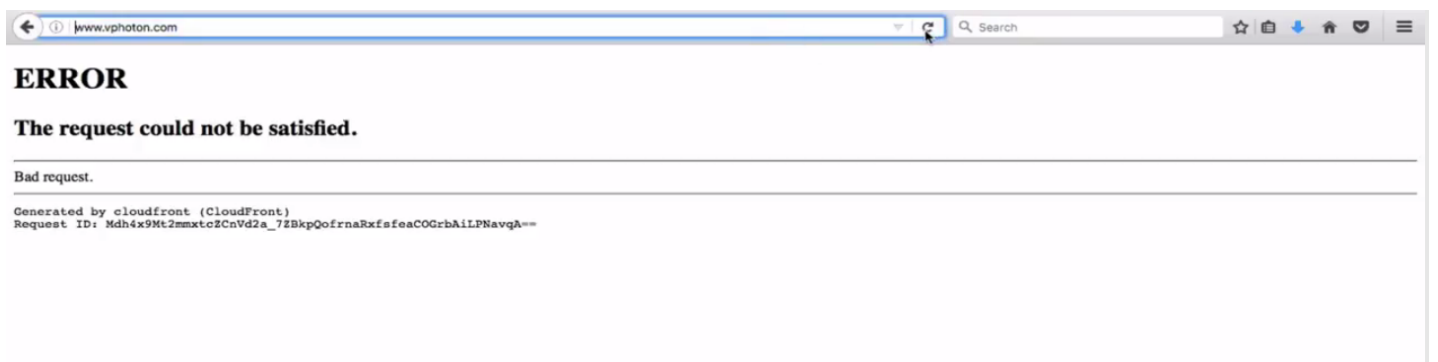 www.vphoton.com
Search
ERROR
The request could not be satisfied.
Bad request.
Generated by cloudfront (CloudFront)
Request ID: Mdh4x9Mt2mmxtcZCnVd2a_7ZBkpQofrnaRxfsfeaCOGrbAiLPNavqA==